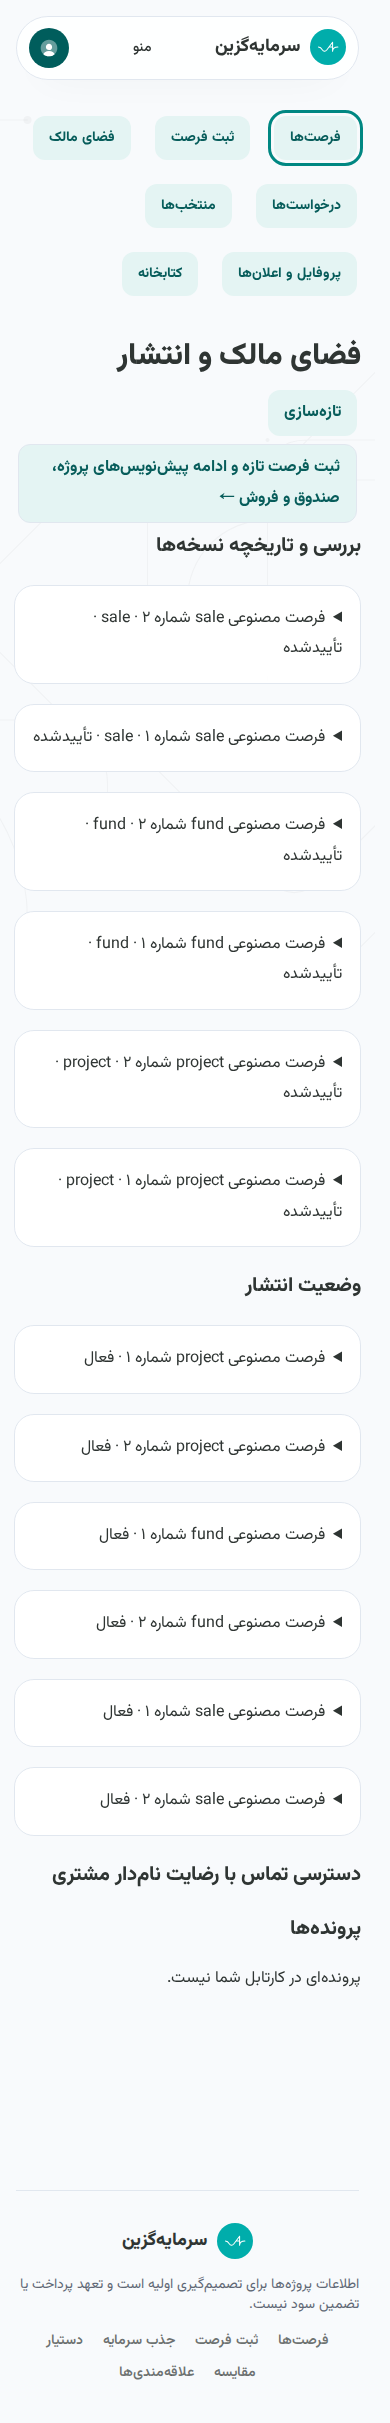 سرمایه‌گزین
منو
فرصت‌ها
ثبت فرصت
فضای مالک
درخواست‌ها
منتخب‌ها
پروفایل و اعلان‌ها
کتابخانه
فضای مالک و انتشار
تازه‌سازی
ثبت فرصت تازه و ادامه پیش‌نویس‌های پروژه،
صندوق و فروش ←
بررسی و تاریخچه نسخه‌ها
فرصت مصنوعی sale شماره ۲ · sale ·
تأییدشده
فرصت مصنوعی sale شماره ۱ · sale · تأییدشده
فرصت مصنوعی fund شماره ۲ · fund ·
تأییدشده
فرصت مصنوعی fund شماره ۱ · fund ·
تأییدشده
فرصت مصنوعی project شماره ۲ · project ·
تأییدشده
فرصت مصنوعی project شماره ۱ · project ·
تأییدشده
وضعیت انتشار
فرصت مصنوعی project شماره ۱ · فعال
فرصت مصنوعی project شماره ۲ · فعال
فرصت مصنوعی fund شماره ۱ · فعال
فرصت مصنوعی fund شماره ۲ · فعال
فرصت مصنوعی sale شماره ۱ · فعال
فرصت مصنوعی sale شماره ۲ · فعال
دسترسی تماس با رضایت نام‌دار مشتری
پرونده‌ها
پرونده‌ای در کارتابل شما نیست.
سرمایه‌گزین
اطلاعات پروژه‌ها برای تصمیم‌گیری اولیه است و تعهد پرداخت یا
تضمین سود نیست.
فرصت‌ها
ثبت فرصت
جذب سرمایه
دستیار
مقایسه
علاقه‌مندی‌ها